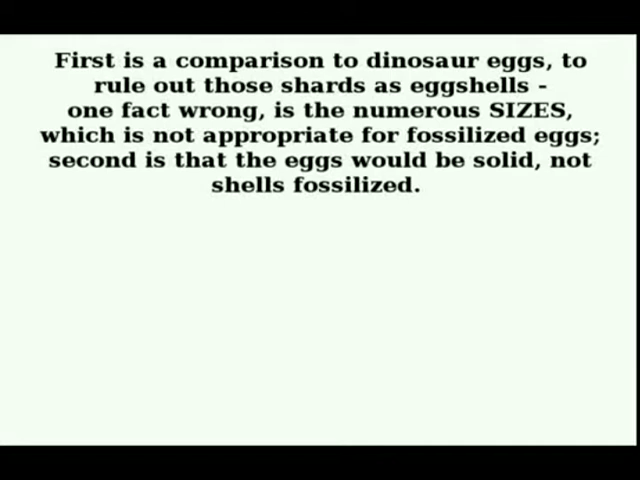 First is a comparison to dinosaur eggs, to
rule out those shards as eggshells -
one fact wrong, is the numerous SIZES,
which is not appropriate for fossilized eggs;
second is that the eggs would be solid, not
shells fossilized.